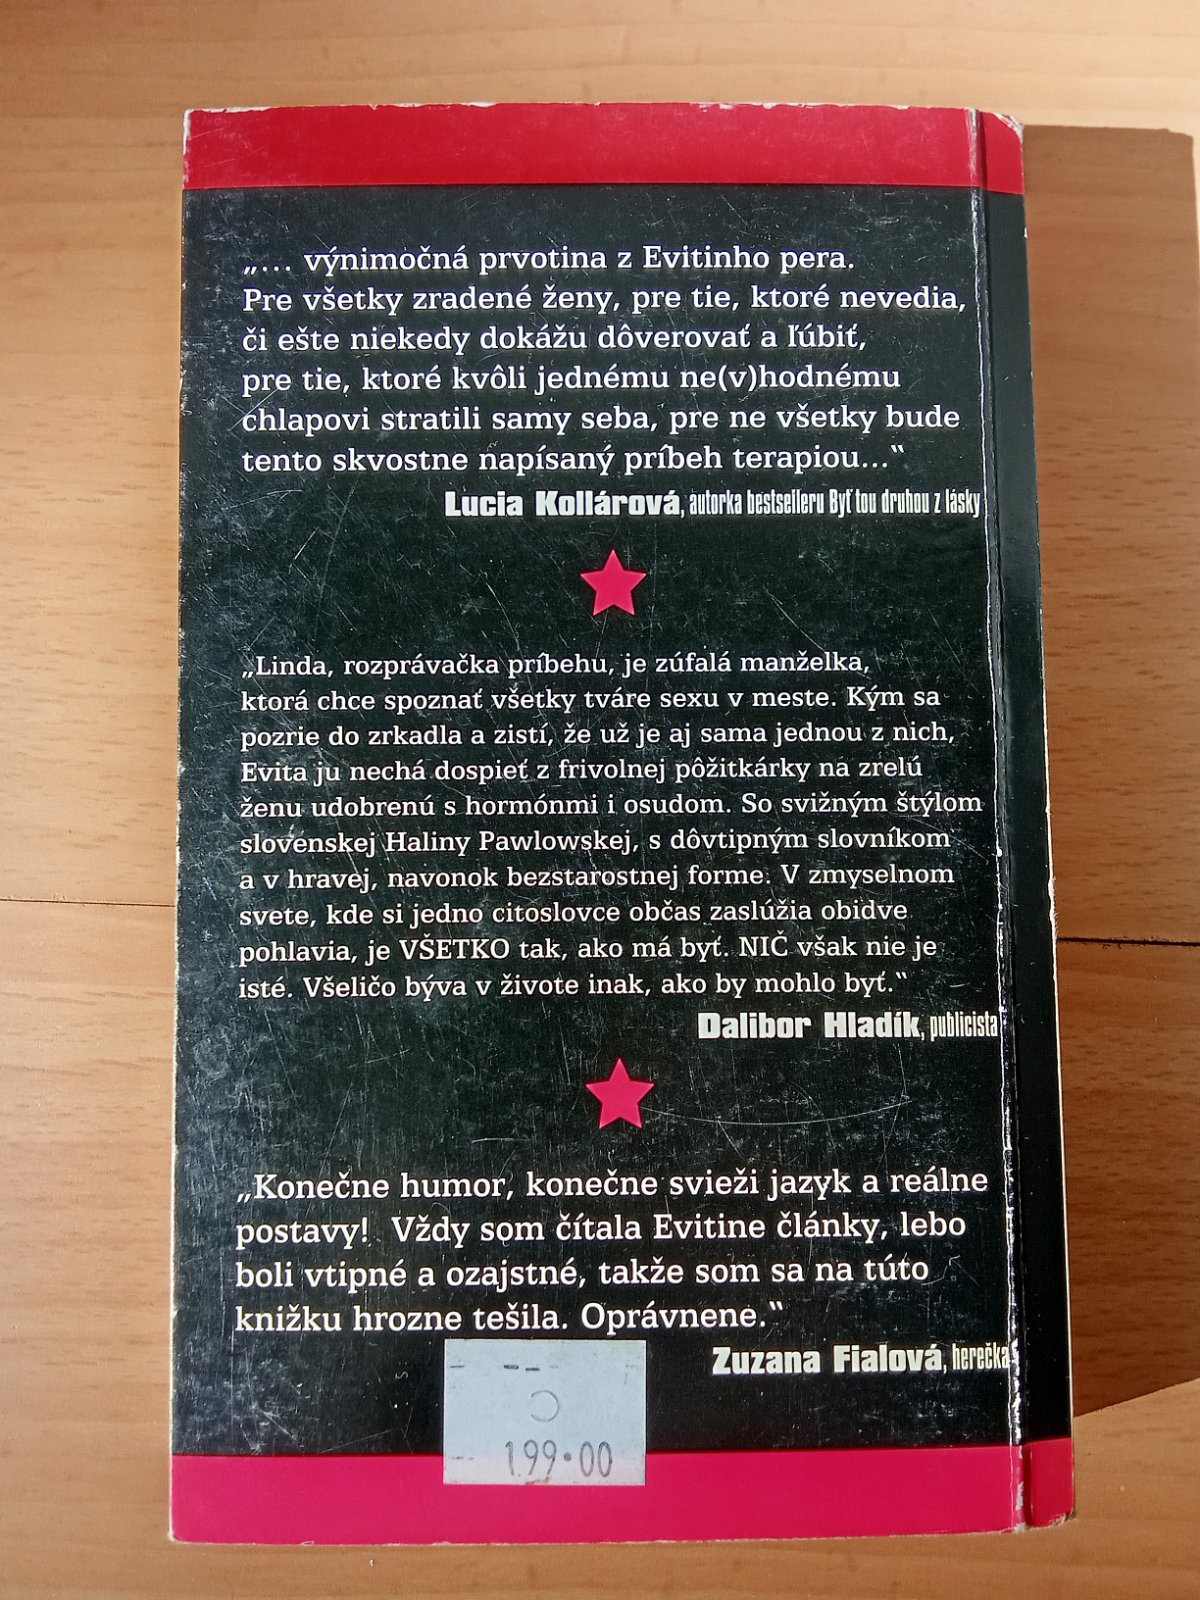 „... výnimočná prvotina z Evitinho pera.
Pre všetky zradené ženy, pre tie, ktoré nevedia,
či ešte niekedy dokážu dôverovať a ľúbiť,
pre tie, ktoré kvôli jednému ne(v)hodnému
chlapovi stratili samy seba, pre ne všetky bude
tento skvostne napísaný príbeh terapiou...“
Lucia Kollárová, autorka bestselleru Byť tou druhou z lásky
„Linda, rozprávačka príbehu, je zúfalá manželka,
ktorá chce spoznať všetky tváre sexu v meste. Kým sa
pozrie do zrkadla a zistí, že už je aj sama jednou z nich,
Evita ju nechá dospieť z frivolnej pôžitkárky na zrelú
ženu udobrenú s hormónmi i osudom. So svižným štýlom
slovenskej Haliny Pawlowskej, s dôvtipným slovníkom
a v hravej, navonok bezstarostnej forme. V zmyselnom
svete, kde si jedno citoslovce občas zaslúžia obidve
pohlavia, je VŠETKO tak, ako má byť. NIČ však nie je
isté. Všeličo býva v živote inak, ako by mohlo byť.“
Dalibor Hladík, publicista
„Konečne humor, konečne svieži jazyk a reálne
postavy! Vždy som čítala Evitine články, lebo
boli vtipné a ozajstné, takže som sa na túto
knižku hrozne tešila. Oprávnene.“
Zuzana Fialová, herečka
199.00